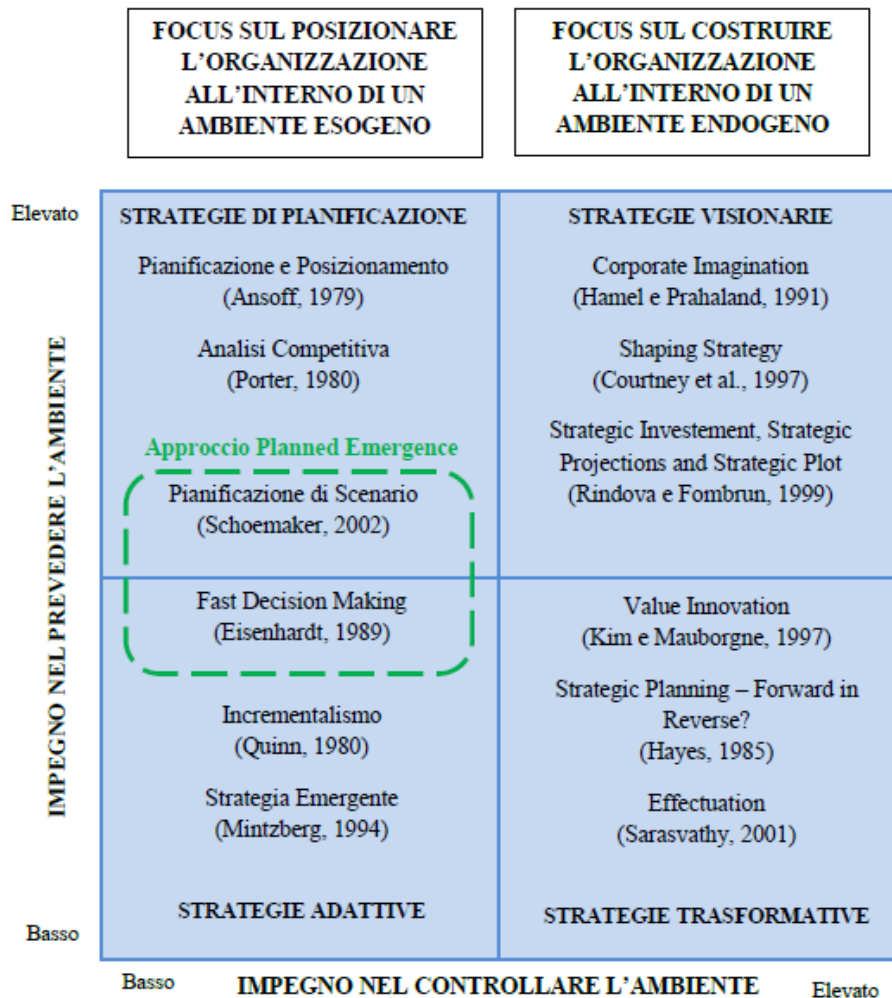 FOCUS SUL POSIZIONARE
L'ORGANIZZAZIONE
ALL'INTERNO DI UN
AMBIENTE ESOGENO
FOCUS SUL COSTRUIRE
L'ORGANIZZAZIONE
ALL'INTERNO DI UN
AMBIENTE ENDOGENO
Elevato
IMPEGNO NEL PREVEDERE L'AMBIENTE
Basso
STRATEGIE DI PIANIFICAZIONE
Pianificazione e Posizionamento
(Ansoff, 1979)
Analisi Competitiva
(Porter, 1980)
Approccio Planned Emergence
Pianificazione di Scenario
(Schoemaker, 2002)
STRATEGIE VISIONARIE
Corporate Imagination
(Hamel e Prahaland, 1991)
Shaping Strategy
(Courtney et al., 1997)
Strategic Investement, Strategic
Projections and Strategic Plot
(Rindova e Fombrun, 1999)
Fast Decision Making
(Eisenhardt, 1989)
Incrementalismo
(Quinn, 1980)
Strategia Emergente
(Mintzberg, 1994)
STRATEGIE ADATTIVE
Value Innovation
(Kim e Mauborgne, 1997)
Strategic Planning – Forward in
Reverse?
(Hayes, 1985)
Effectuation
(Sarasvathy, 2001)
STRATEGIE TRASFORMATIVE
Basso
IMPEGNO NEL CONTROLLARE L'AMBIENTE
Elevato